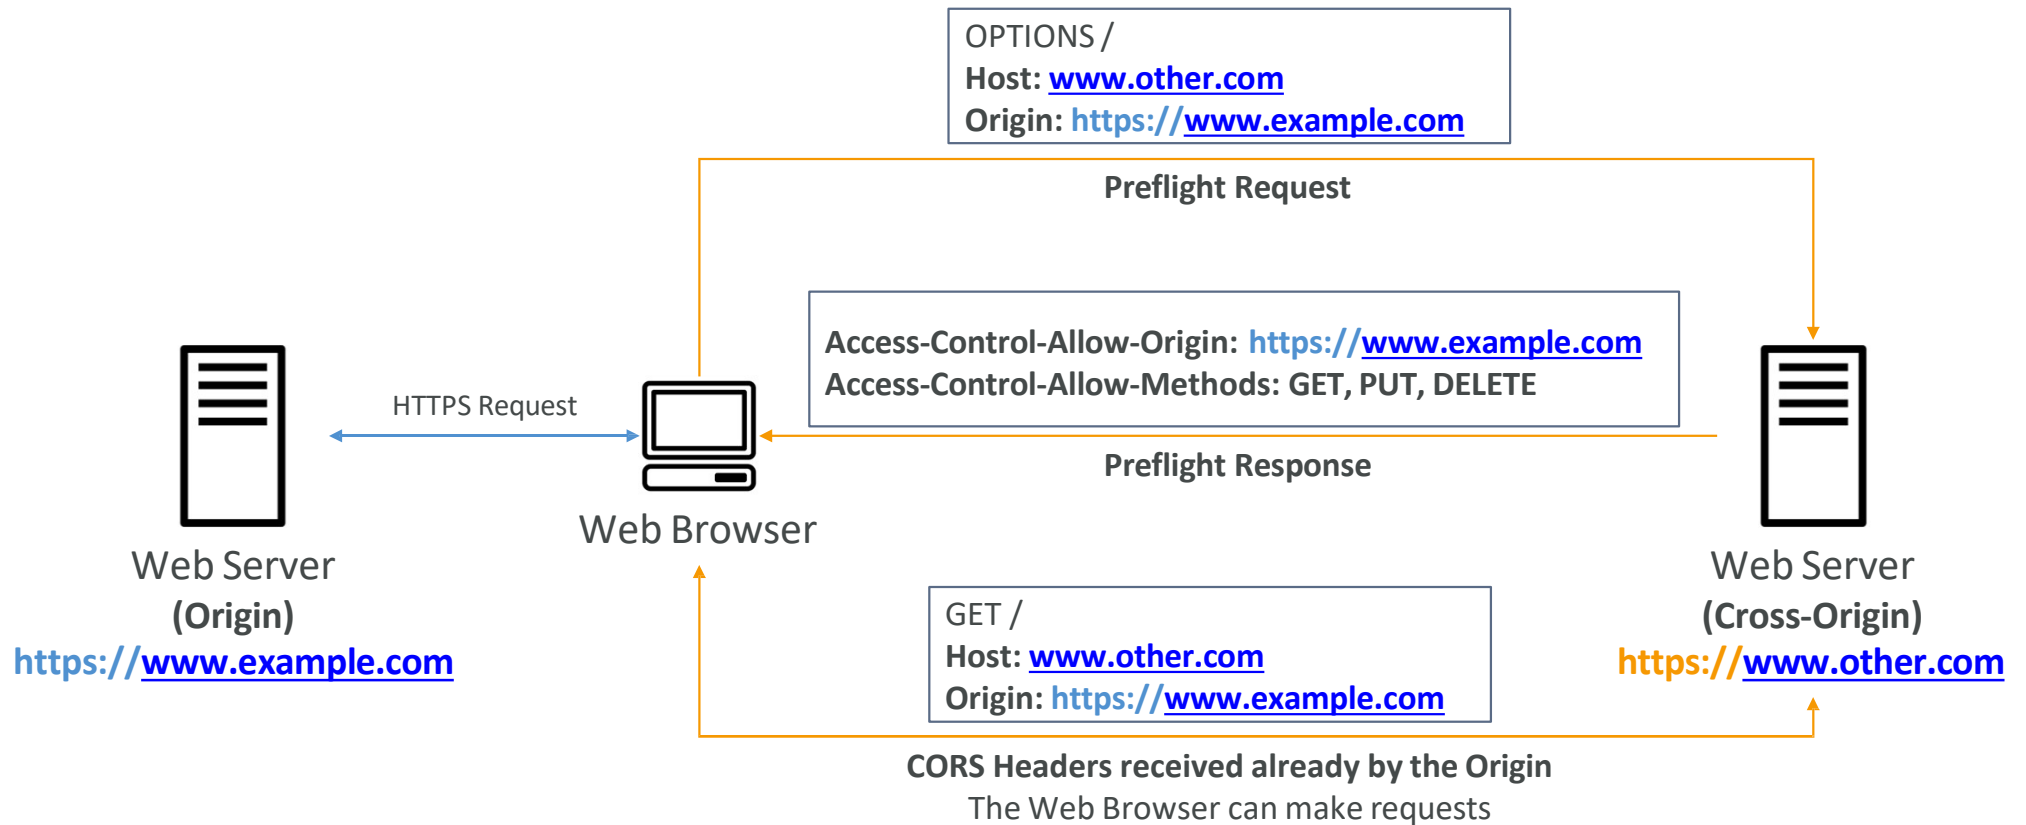 OPTIONS /
Host: www.other.com
Origin: https://www.example.com
Preflight Request
Access-Control-Allow-Origin: https://www.example.com
Access-Control-Allow-Methods: GET, PUT, DELETE
HTTPS Request
Preflight Response
Web Browser
Web Server
(Origin)
https://www.example.com
Web Server
(Cross-Origin)
https://www.other.com
GET /
Host: www.other.com
Origin: https://www.example.com
CORS Headers received already by the Origin
The Web Browser can make requests